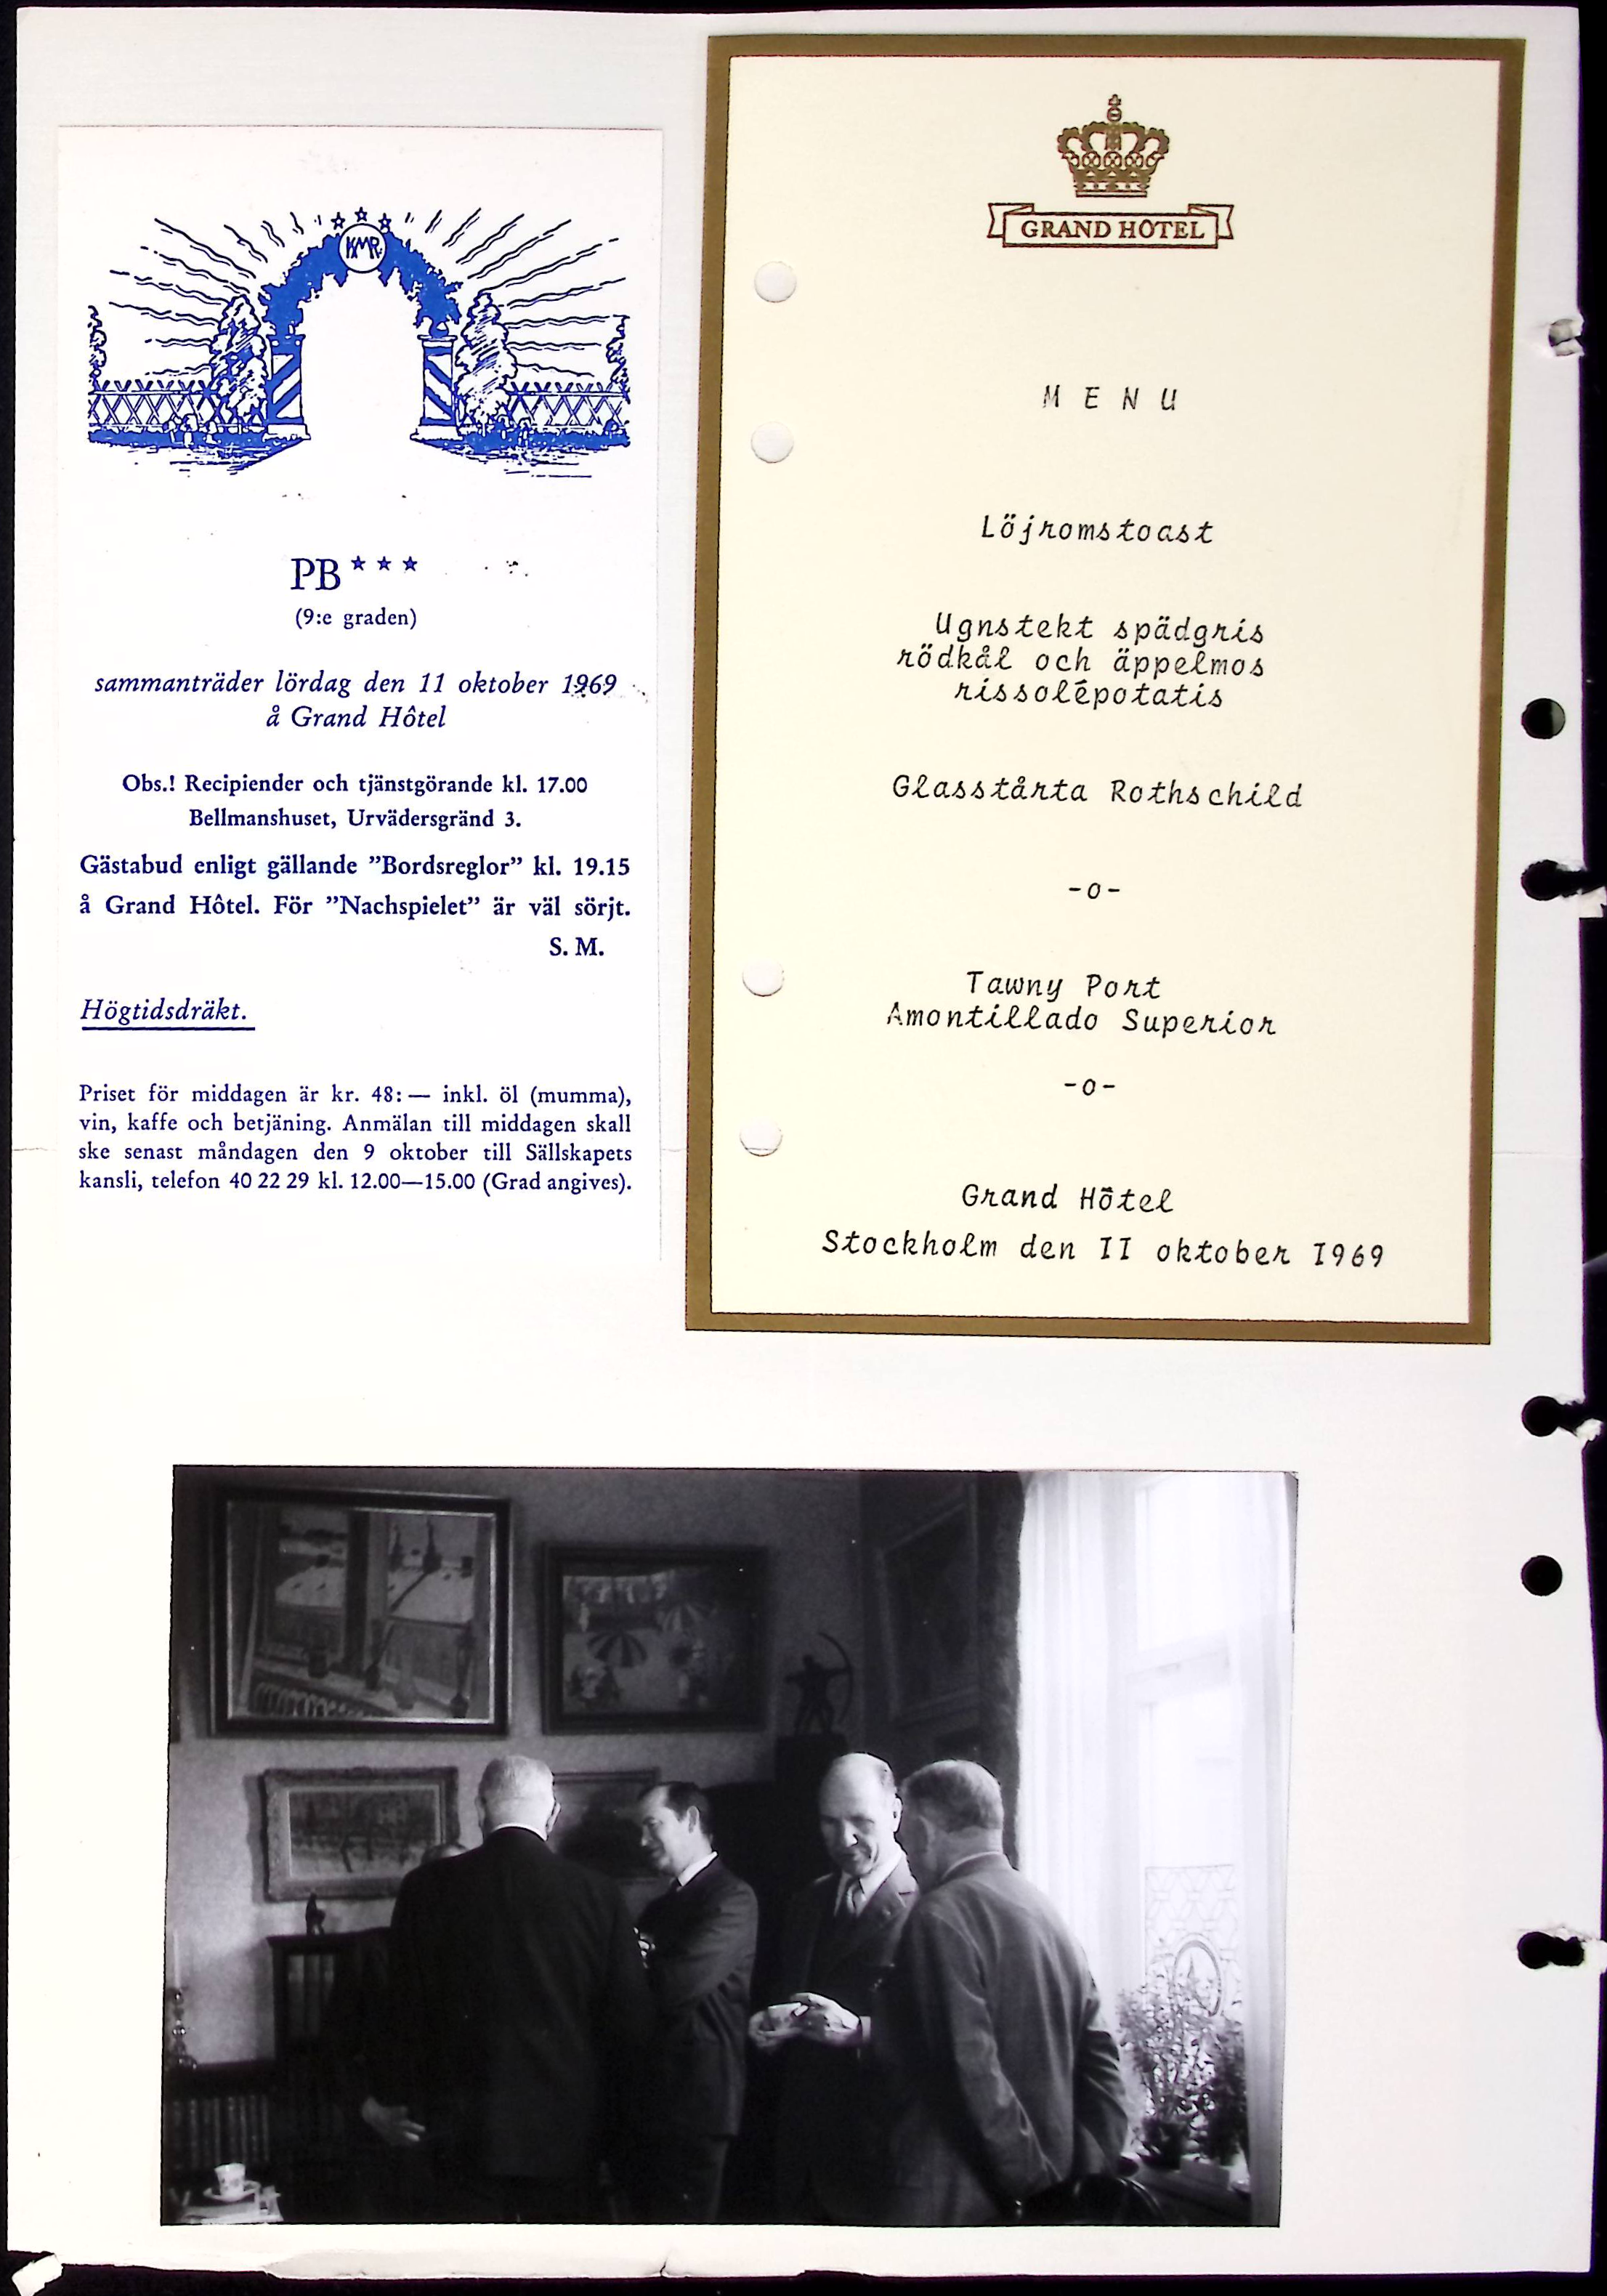 KMR.
PB***
(9:e graden)
sammanträder lördag den 11 oktober 1969
å Grand Hôtel
Obs.! Recipiender och tjänstgörande kl. 17.00
Bellmanshuset, Urvädersgränd 3.
Gästabud enligt gällande ”Bordsreglor” kl. 19.15
å Grand Hôtel. För ”Nachspielet” är väl sörjt.
S. M.
Högtidsdräkt.
Priset för middagen är kr. 48:— inkl. öl (mumma),
vin, kaffe och betjäning. Anmälan till middagen skall
ske senast måndagen den 9 oktober till Sällskapets
kansli, telefon 40 22 29 kl. 12.00—15.00 (Grad angives).
GRAND HOTEL
M E N U
Löjromstoast
Ugnstekt spädgris
rödkål och äppelmos
rissolépotatis
Glasstårta Rothschild
-o-
Tawny Port
Amontillado Superior
-o-
Grand Hôtel
Stockholm den II oktober I969